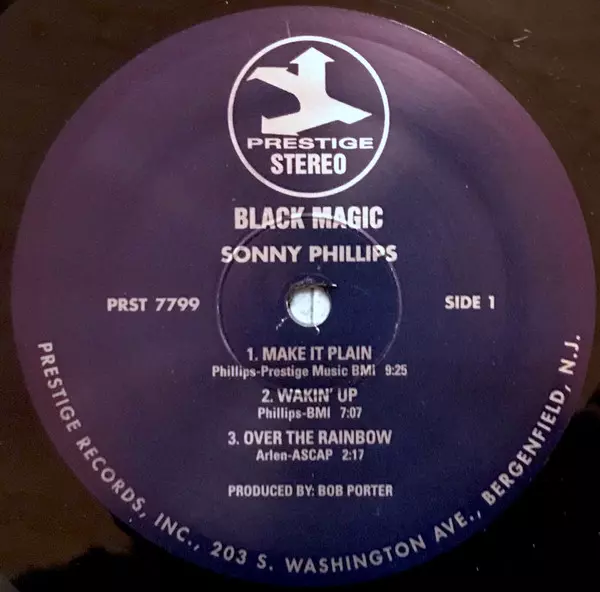 PRESTIGE
STEREO
BLACK MAGIC
SONNY PHILLIPS
PRST 7799
SIDE 1
1. MAKE IT PLAIN
Phillips-Prestige Music BMI 9:25
2. WAKIN' UP
Phillips-BMI 7:07
3. OVER THE RAINBOW
Arlen-ASCAP 2:17
PRODUCED BY: BOB PORTER
PRESTIGE RECORDS, INC., 203 S. WASHINGTON AVE., BERGENFIELD, N.J.